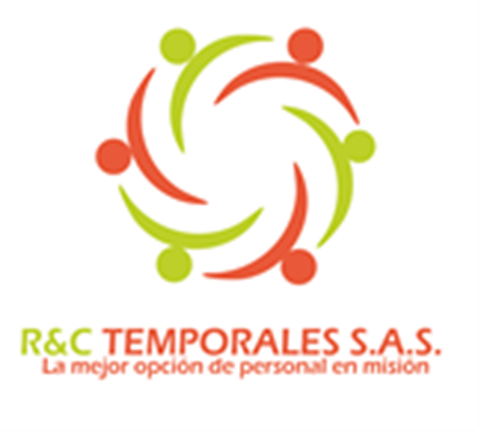 R&C TEMPORALES S.A.S.
La mejor opción de personal en misión